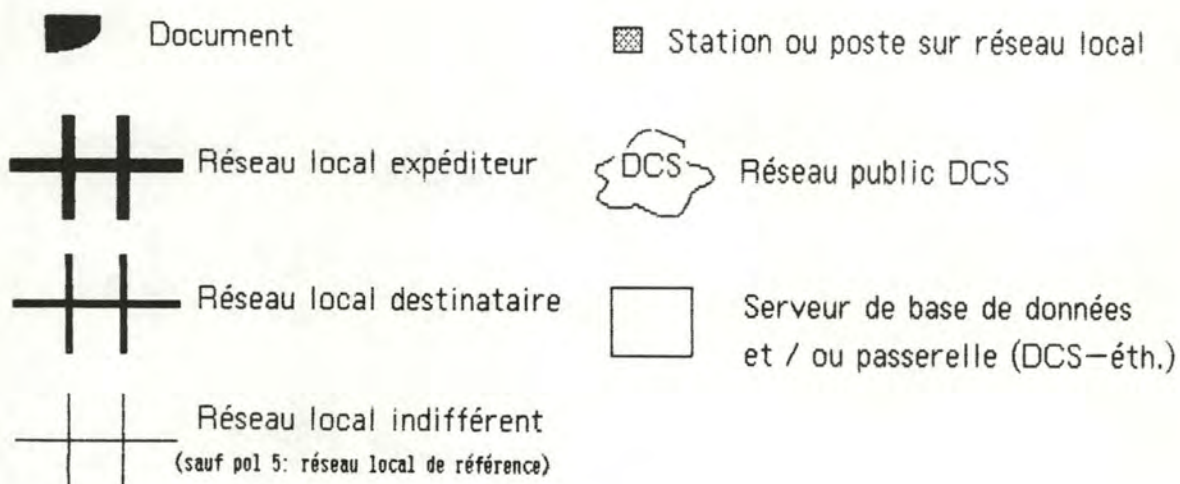 Document
Station ou poste sur réseau local
Réseau local expéditeur
DCS
Réseau public DCS
Réseau local destinataire
Serveur de base de données
et / ou passerelle (DCS-éth.)
Réseau local indifférent
(sauf pol 5: réseau local de référence)